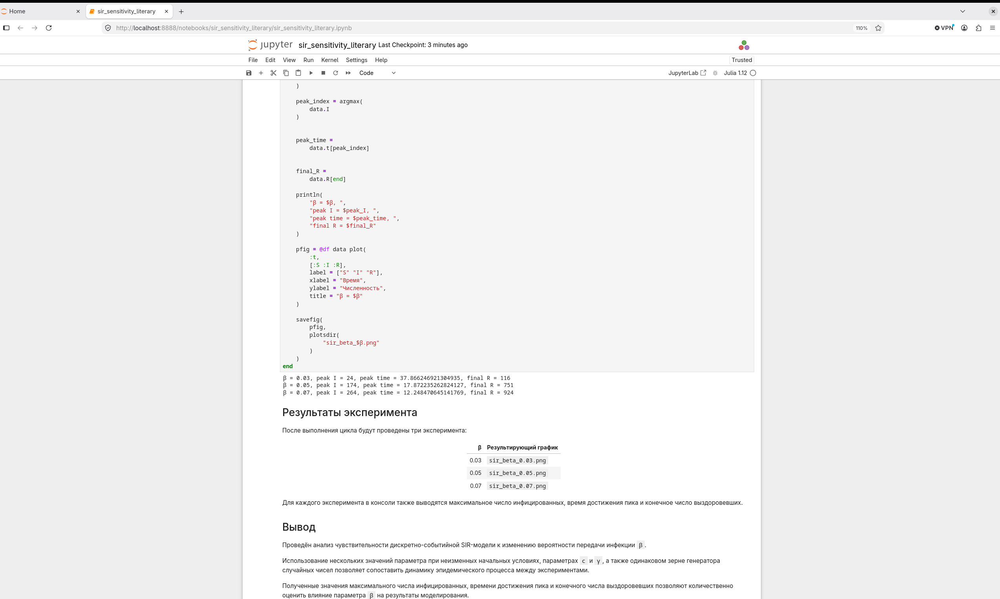 Home
sir_sensitivity_literary
http://localhost:8888/notebooks/sir_sensitivity_literary/sir_sensitivity_literary.ipynb
110%
VPN
jupyter sir_sensitivity_literary Last Checkpoint: 3 minutes ago
File Edit View Run Kernel Settings Help
Trusted
Code
JupyterLab
Julia 1.12
    )

    peak_index = argmax(
        data.I
    )


    peak_time =
        data.t[peak_index]


    final_R =
        data.R[end]

    println(
        "β = $β, ",
        "peak I = $peak_I, ",
        "peak time = $peak_time, ",
        "final R = $final_R"
    )

    pfig = @df data plot(
        :t,
        [:S :I :R],
        label = ["S" "I" "R"],
        xlabel = "Время",
        ylabel = "Численность",
        title = "β = $β"
    )

    savefig(
        pfig,
        plotsdir(
            "sir_beta_$β.png"
        )
    )
end
β = 0.03, peak I = 24, peak time = 37.866246921304935, final R = 116
β = 0.05, peak I = 174, peak time = 17.872235262824127, final R = 751
β = 0.07, peak I = 264, peak time = 12.248470645141769, final R = 924
Результаты эксперимента
После выполнения цикла будут проведены три эксперимента:
β Результирующий график
0.03 sir_beta_0.03.png
0.05 sir_beta_0.05.png
0.07 sir_beta_0.07.png
Для каждого эксперимента в консоли также выводятся максимальное число инфицированных, время достижения пика и конечное число выздоровевших.
Вывод
Проведён анализ чувствительности дискретно-событийной SIR-модели к изменению вероятности передачи инфекции β.
Использование нескольких значений параметра при неизменных начальных условиях, параметрах c и γ, а также одинаковом зерне генератора
случайных чисел позволяет сопоставить динамику эпидемического процесса между экспериментами.
Полученные значения максимального числа инфицированных, времени достижения пика и конечного числа выздоровевших позволяют количественно
оценить влияние параметра β на результаты моделирования.